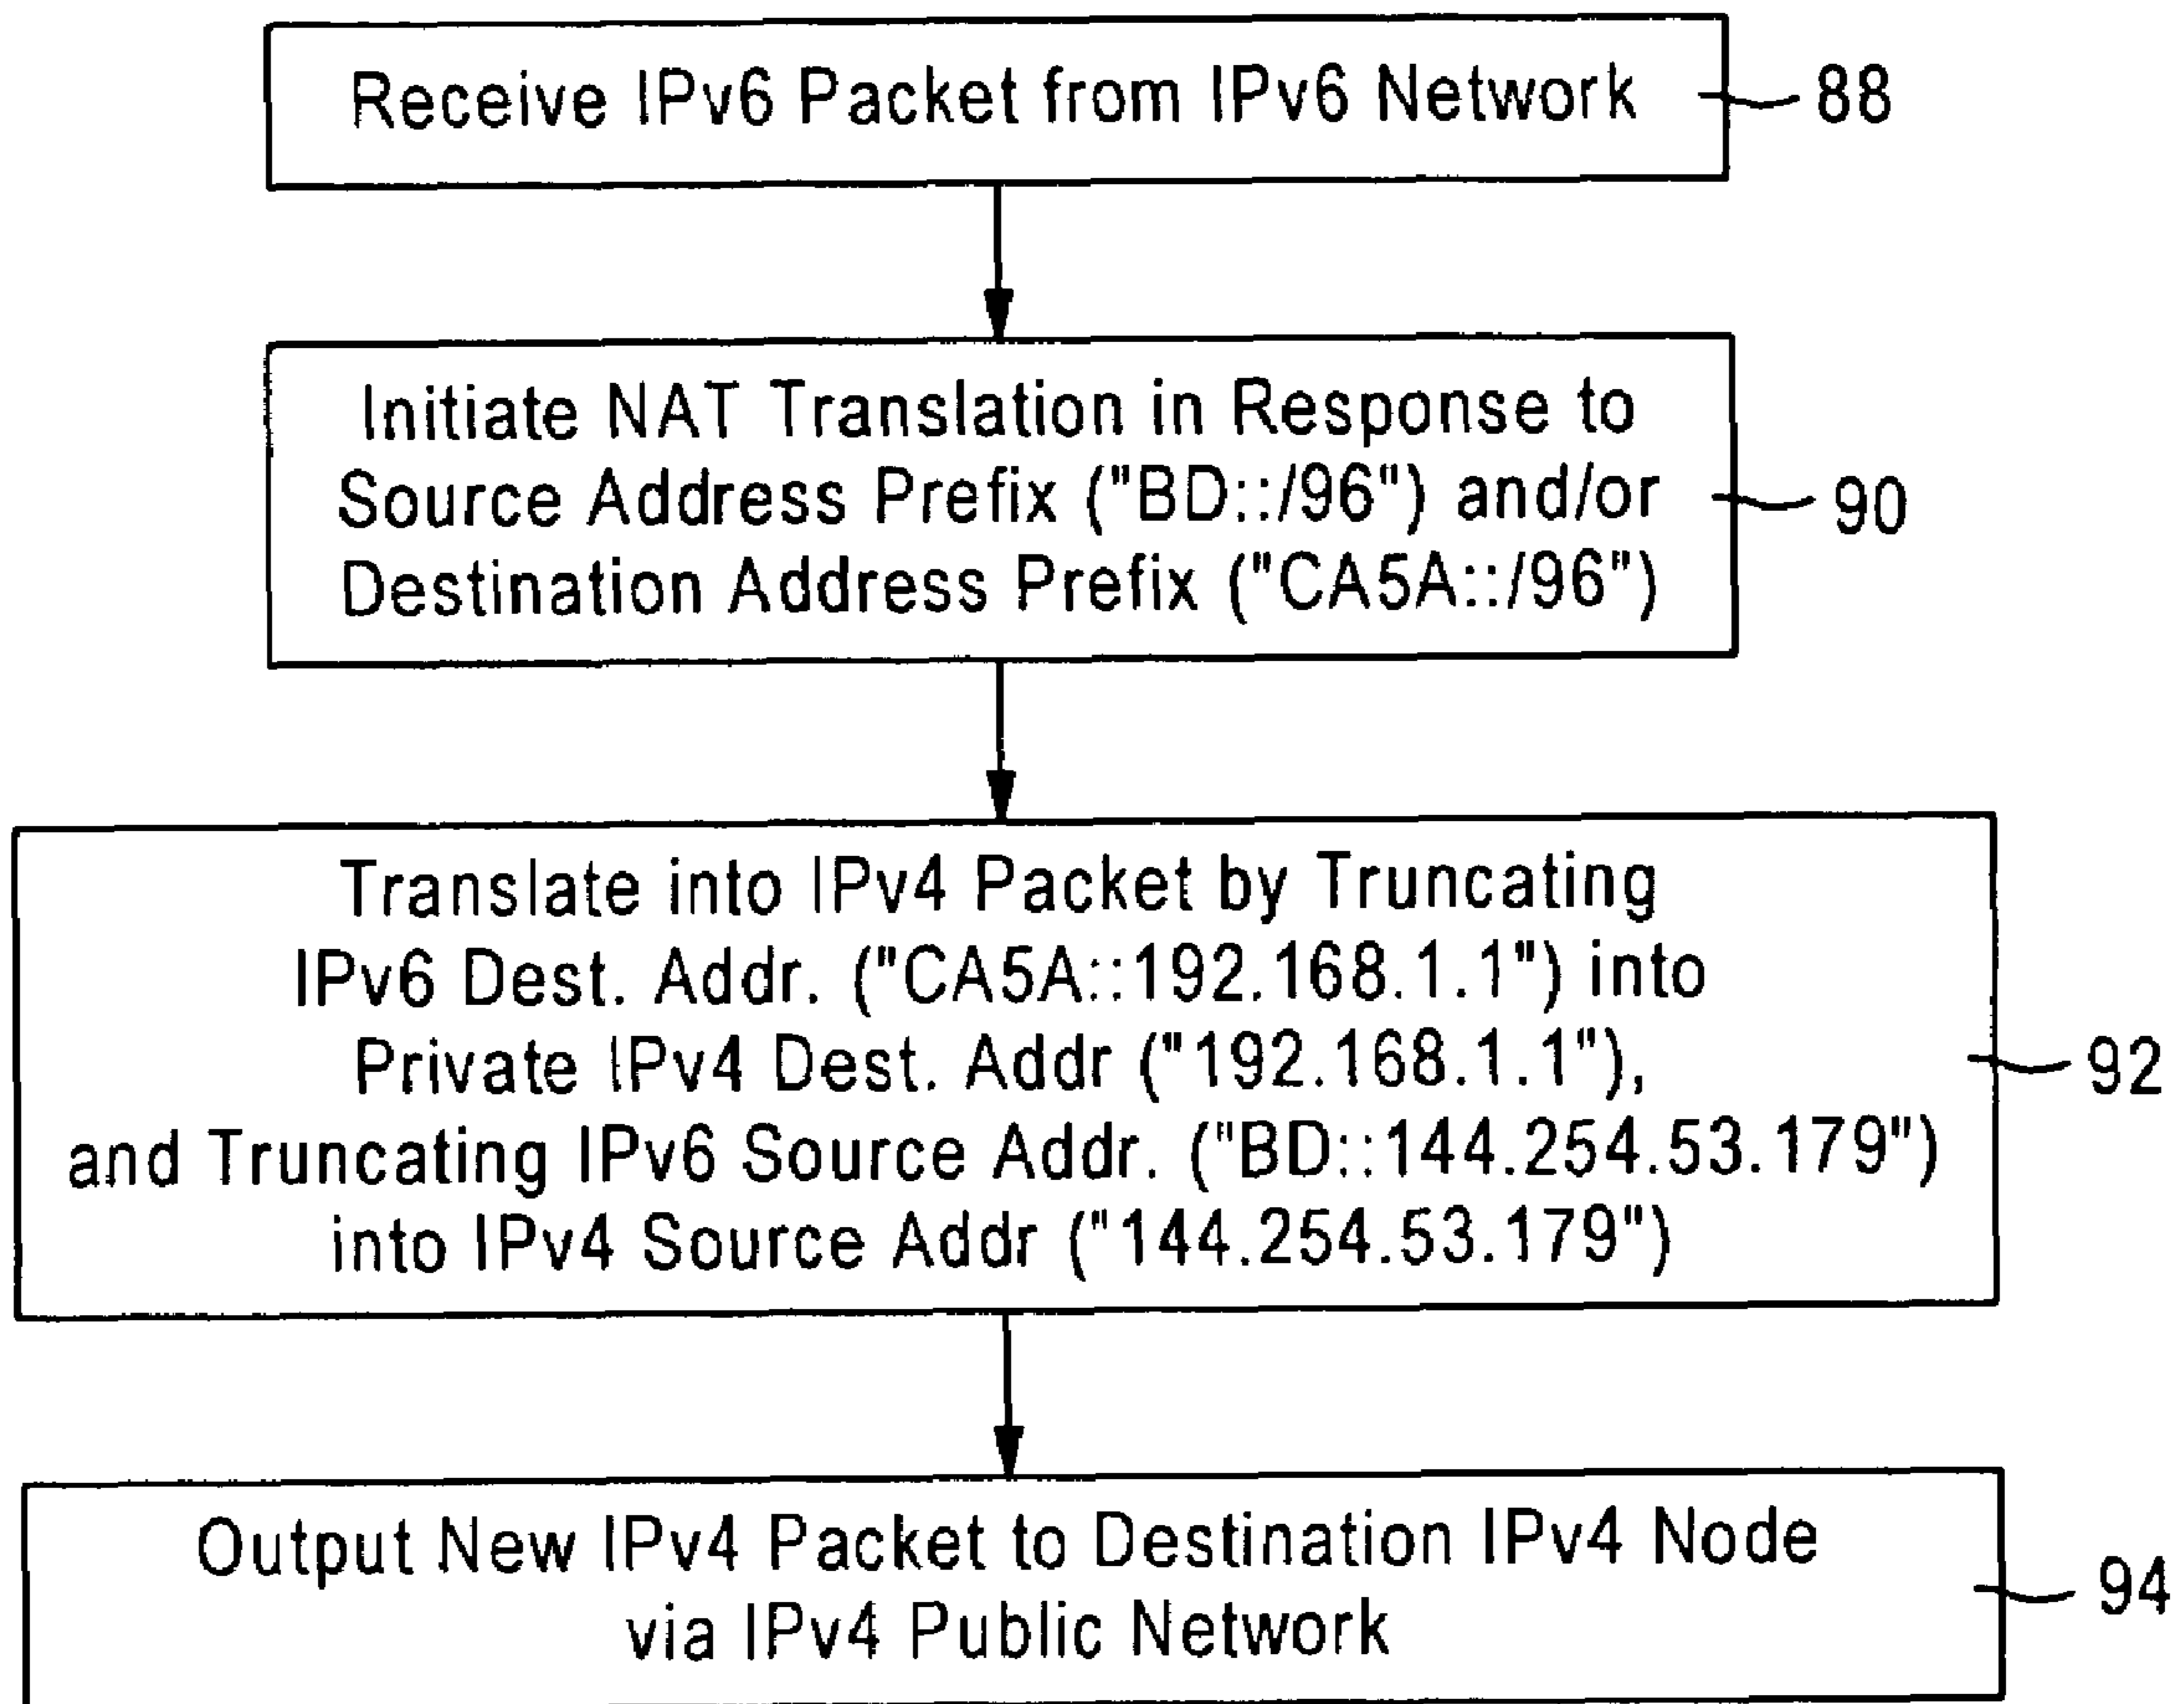 Receive IPv6 Packet from IPv6 Network
88
Initiate NAT Translation in Response to
Source Address Prefix ("BD::/96") and/or
Destination Address Prefix ("CA5A::/96")
90
Translate into IPv4 Packet by Truncating
IPv6 Dest. Addr. ("CA5A::192.168.1.1") into
Private IPv4 Dest. Addr ("192.168.1.1"),
and Truncating IPv6 Source Addr. ("BD::144.254.53.179")
into IPv4 Source Addr ("144.254.53.179")
92
Output New IPv4 Packet to Destination IPv4 Node
via IPv4 Public Network
94